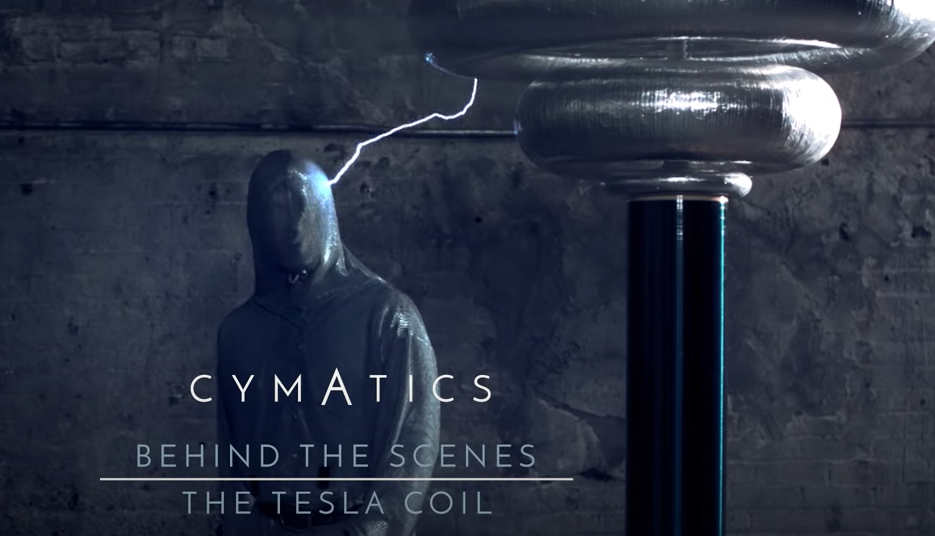 CYMATICS
BEHIND THE SCENES
THE TESLA COIL